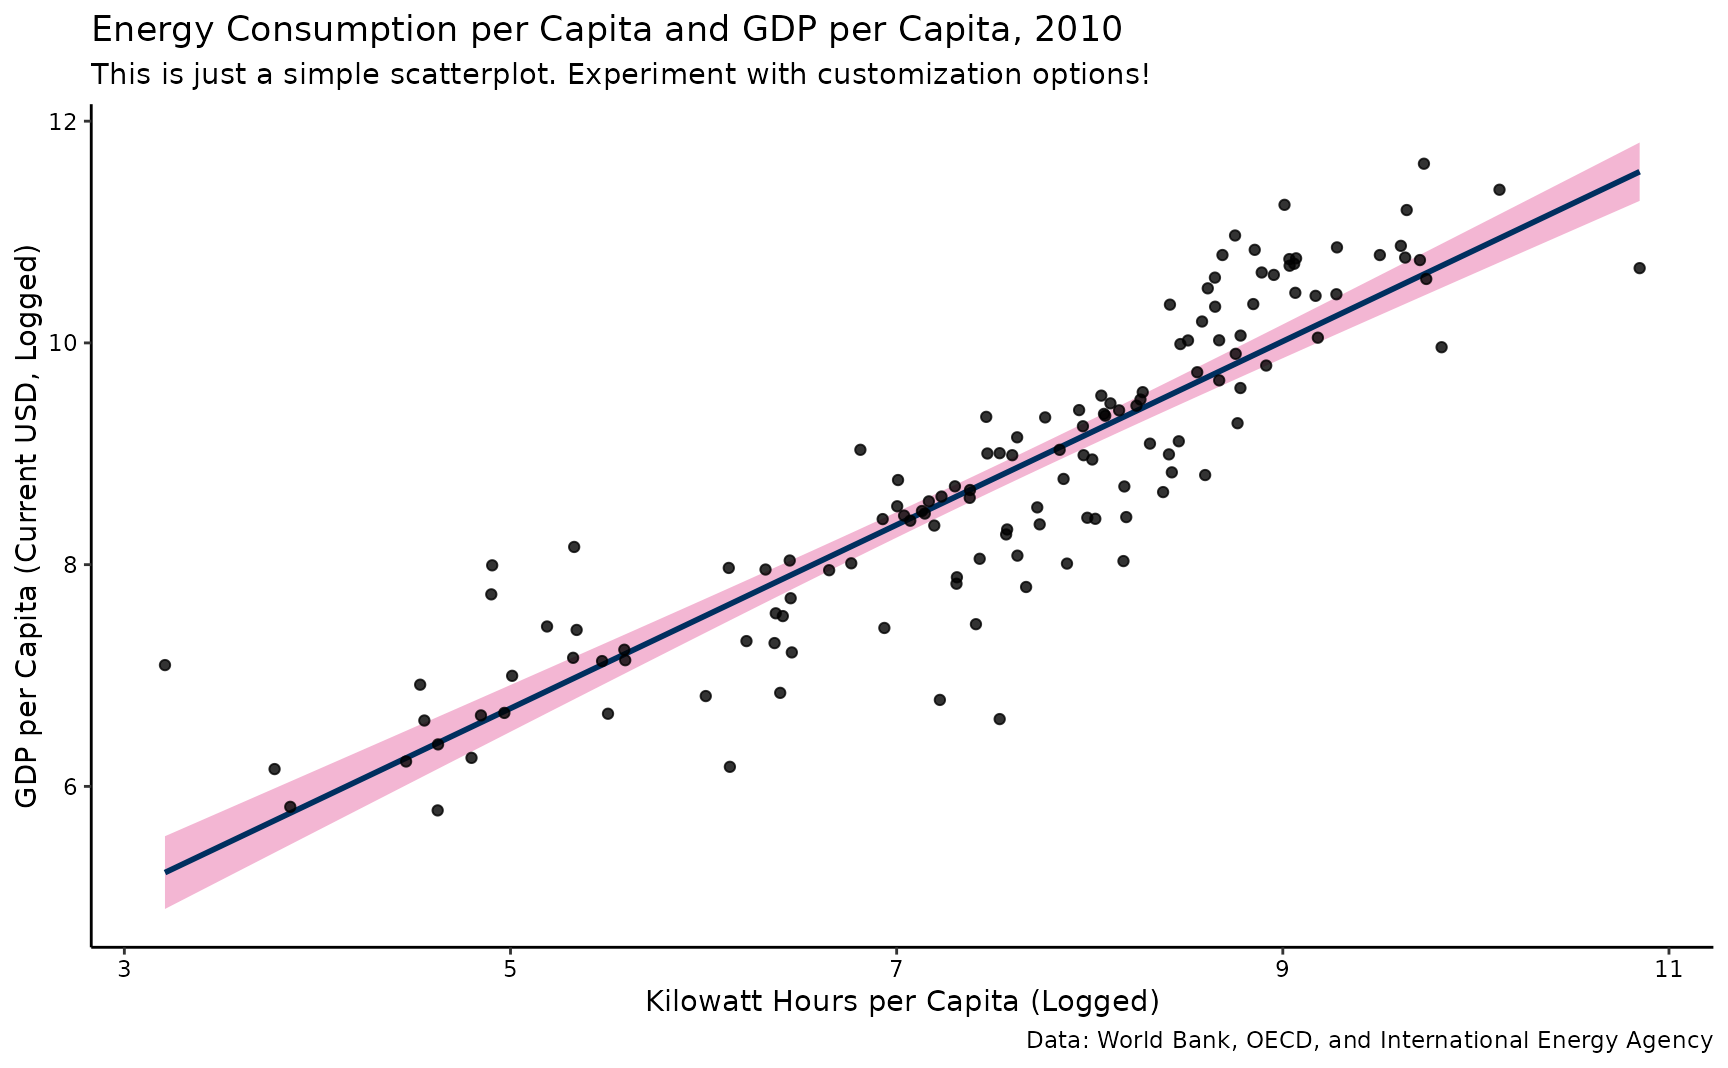 Energy Consumption per Capita and GDP per Capita, 2010
This is just a simple scatterplot. Experiment with customization options!
GDP per Capita (Current USD, Logged)
12
10
8
6
3 5 7 9 11
Kilowatt Hours per Capita (Logged)
Data: World Bank, OECD, and International Energy Agency